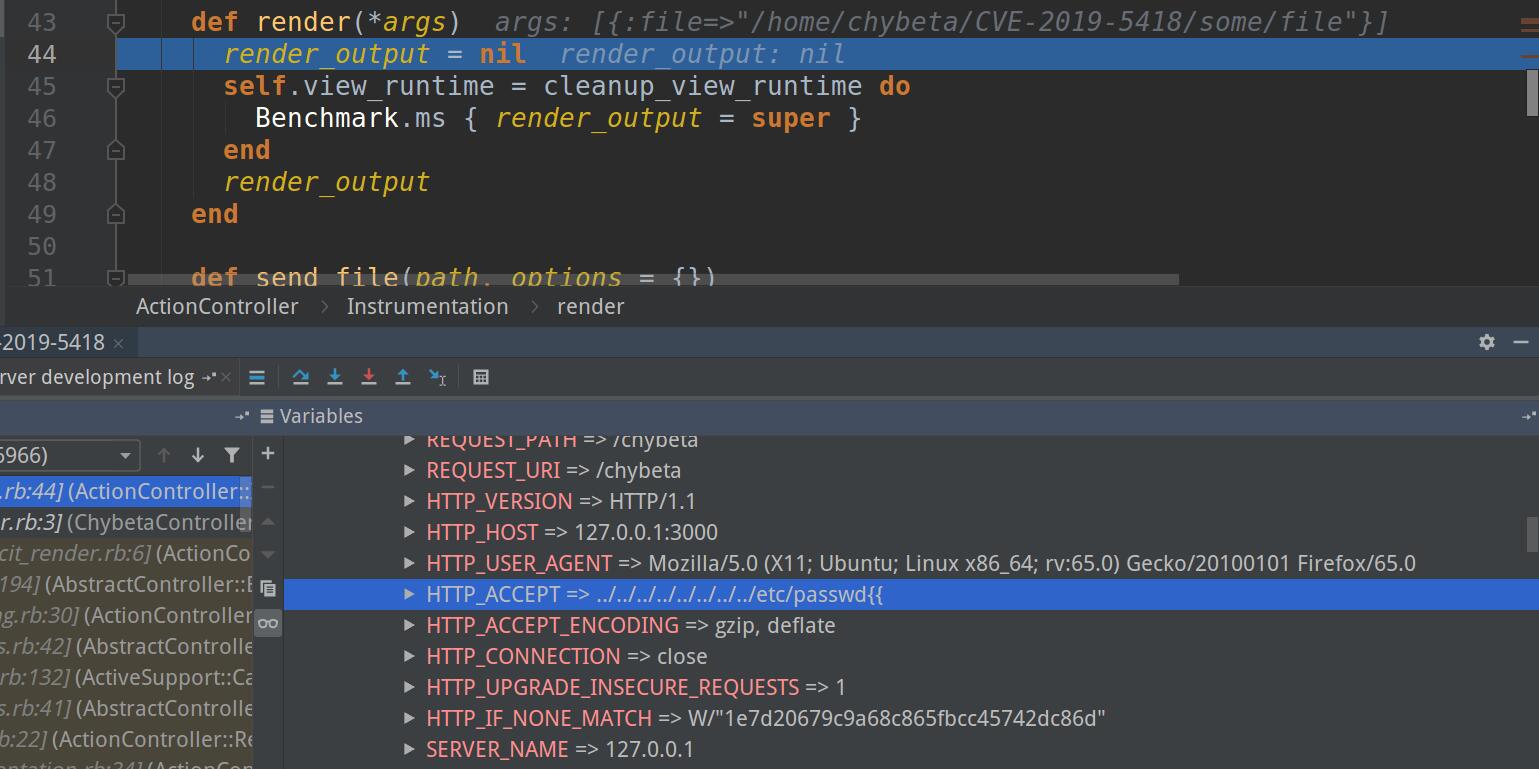 43 def render(*args) args: [{:file=>"/home/chybeta/CVE-2019-5418/some/file"}]
44 render_output = nil render_output: nil
45 self.view_runtime = cleanup_view_runtime do
46 Benchmark.ms { render_output = super }
47 end
48 render_output
49 end
50
51 def send_file(path, options = {})
ActionController > Instrumentation > render
-2019-5418 ×
rver development log
Variables
5966)
REQUEST_PATH => /chybeta
REQUEST_URI => /chybeta
.rb:44] (ActionController::
HTTP_VERSION => HTTP/1.1
r.rb:3] (ChybetaController
HTTP_HOST => 127.0.0.1:3000
cit_render.rb:6] (ActionCo
HTTP_USER_AGENT => Mozilla/5.0 (X11; Ubuntu; Linux x86_64; rv:65.0) Gecko/20100101 Firefox/65.0
194] (AbstractController::B
HTTP_ACCEPT => ../../../../../../../../etc/passwd{{
g.rb:30] (ActionController
HTTP_ACCEPT_ENCODING => gzip, deflate
s.rb:42] (AbstractControlle
HTTP_CONNECTION => close
rb:132] (ActiveSupport::Ca
HTTP_UPGRADE_INSECURE_REQUESTS => 1
s.rb:41] (AbstractControlle
HTTP_IF_NONE_MATCH => W/"1e7d20679c9a68c865fbcc45742dc86d"
b:22] (ActionController::Re
SERVER_NAME => 127.0.0.1
entation.rb:34] (ActionCon